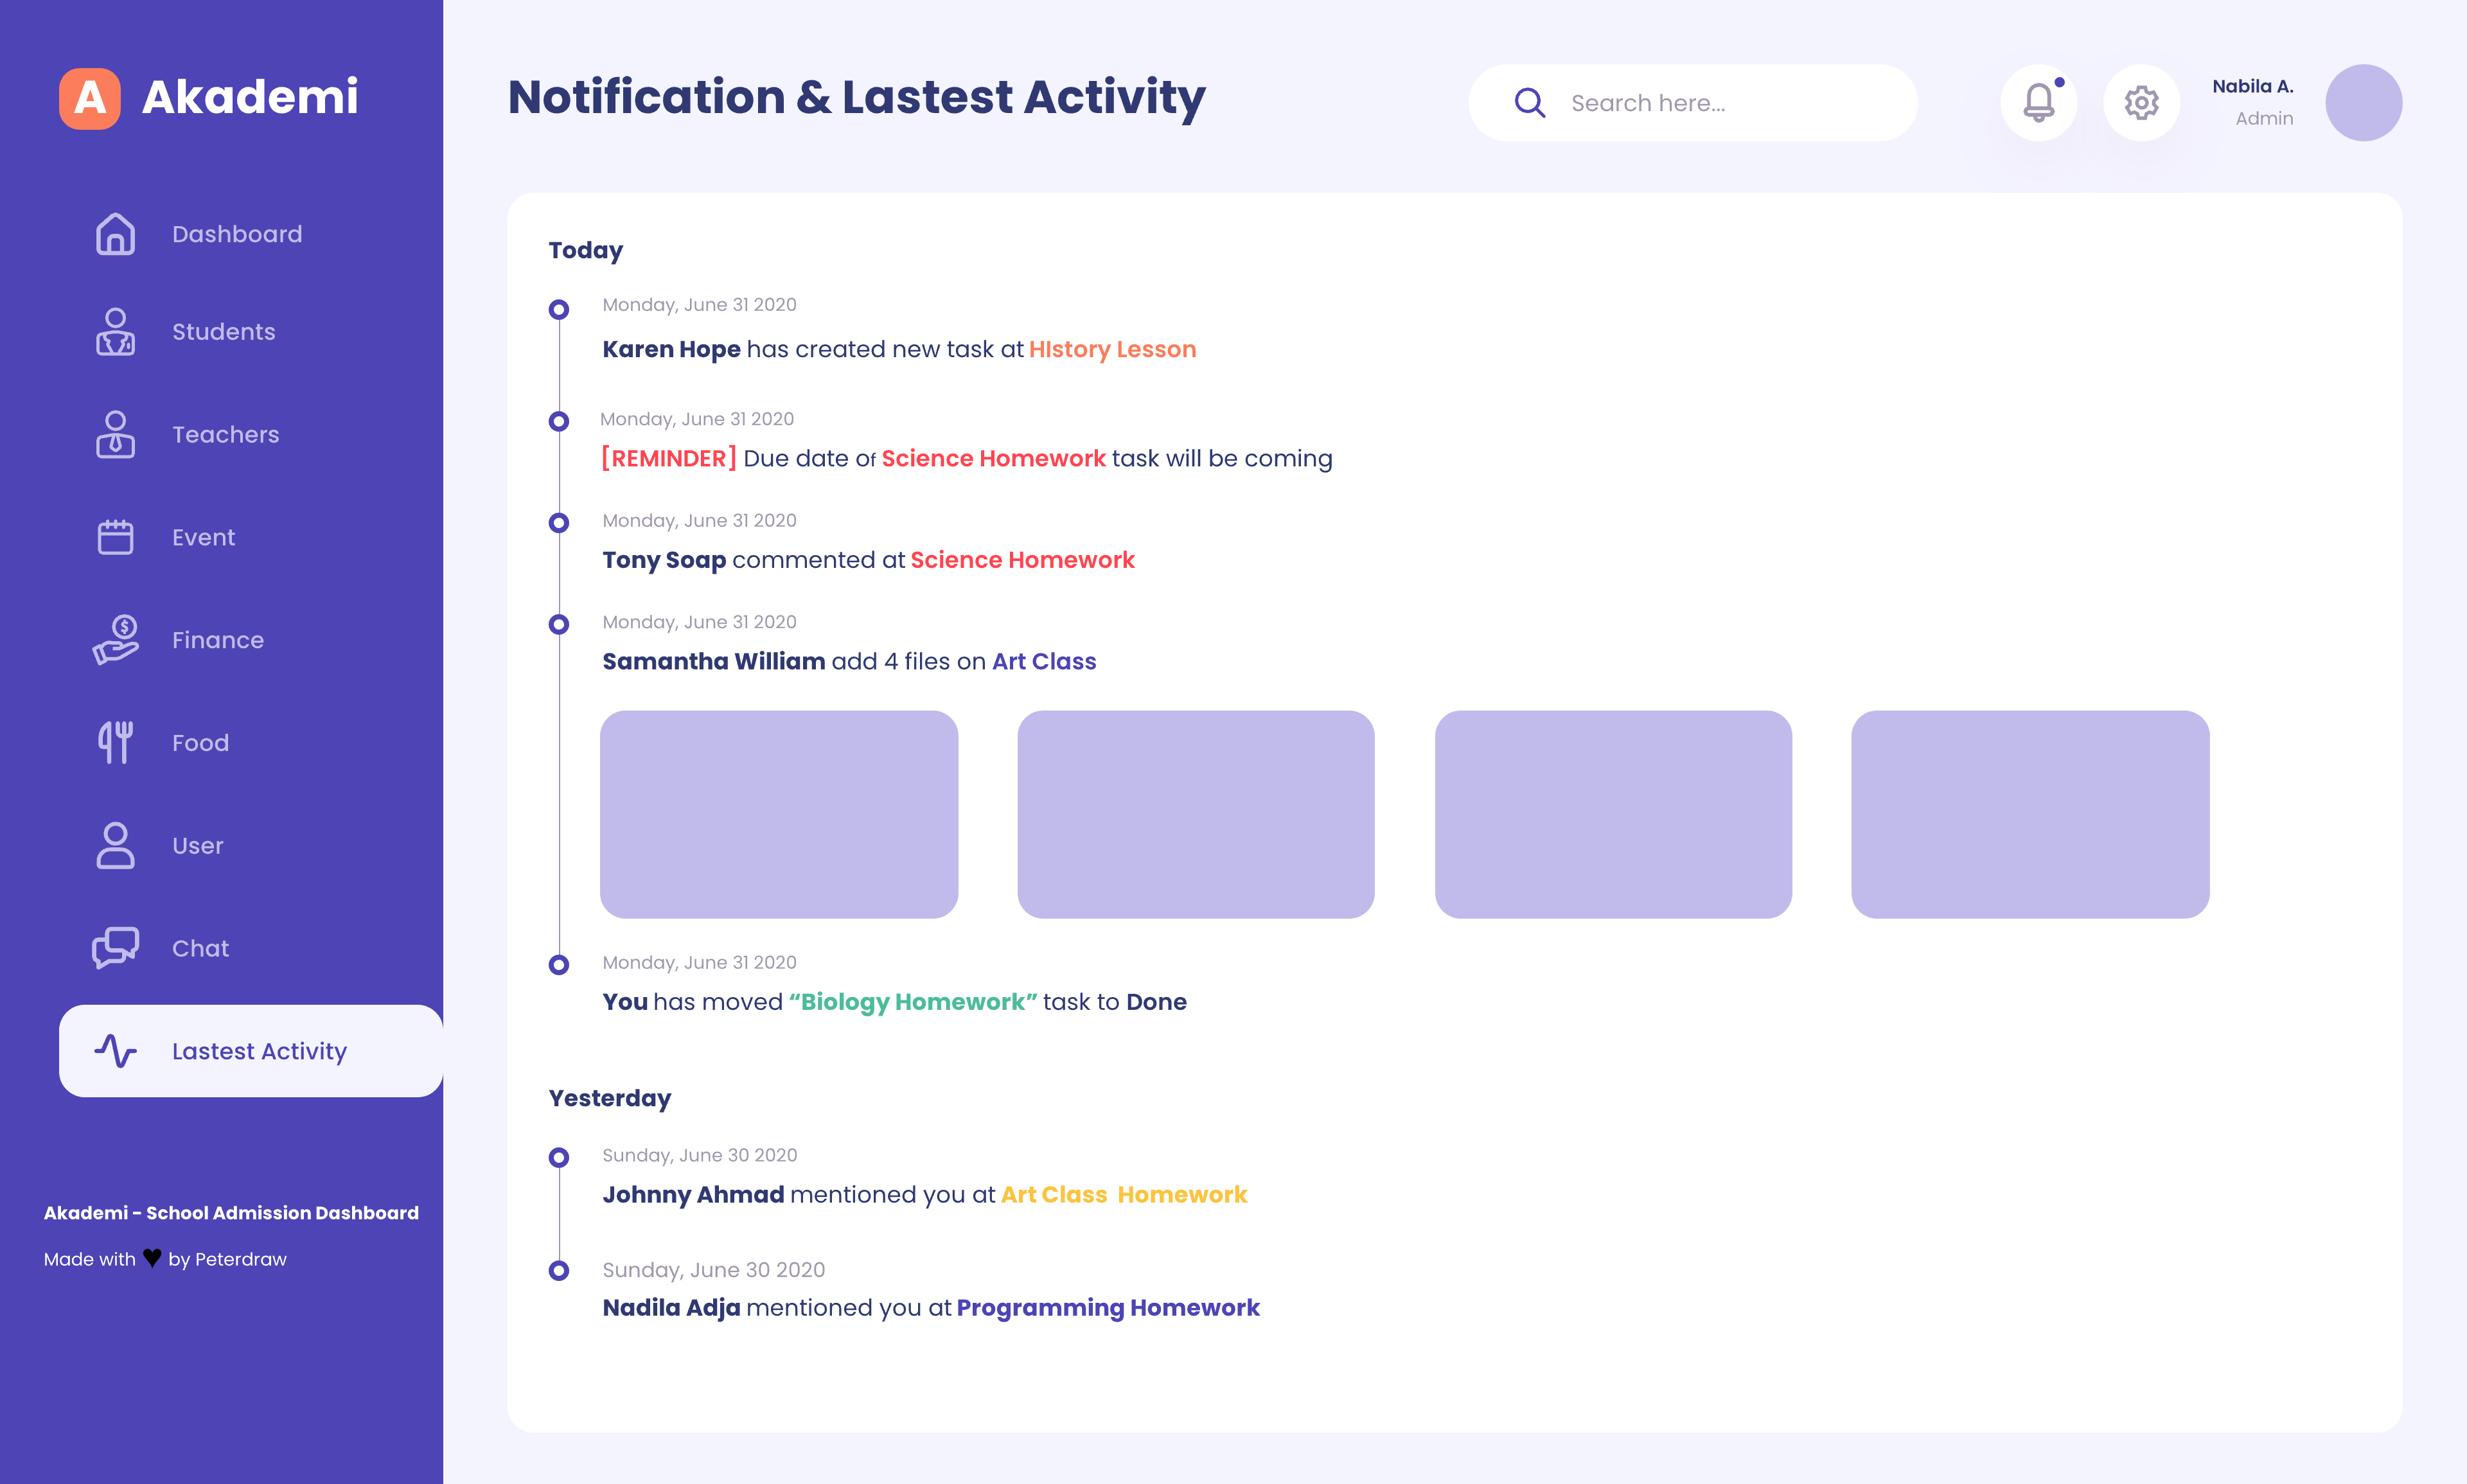 A Akademi
Notification & Lastest Activity
Search here...
Nabila A.
Admin
Dashboard
Students
Teachers
Event
Finance
Food
User
Chat
Lastest Activity
Akademi - School Admission Dashboard
Made with ♥ by Peterdraw
Today
Monday, June 31 2020
Karen Hope has created new task at HIstory Lesson
Monday, June 31 2020
[REMINDER] Due date of Science Homework task will be coming
Monday, June 31 2020
Tony Soap commented at Science Homework
Monday, June 31 2020
Samantha William add 4 files on Art Class
Monday, June 31 2020
You has moved “Biology Homework” task to Done
Yesterday
Sunday, June 30 2020
Johnny Ahmad mentioned you at Art Class  Homework
Sunday, June 30 2020
Nadila Adja mentioned you at Programming Homework